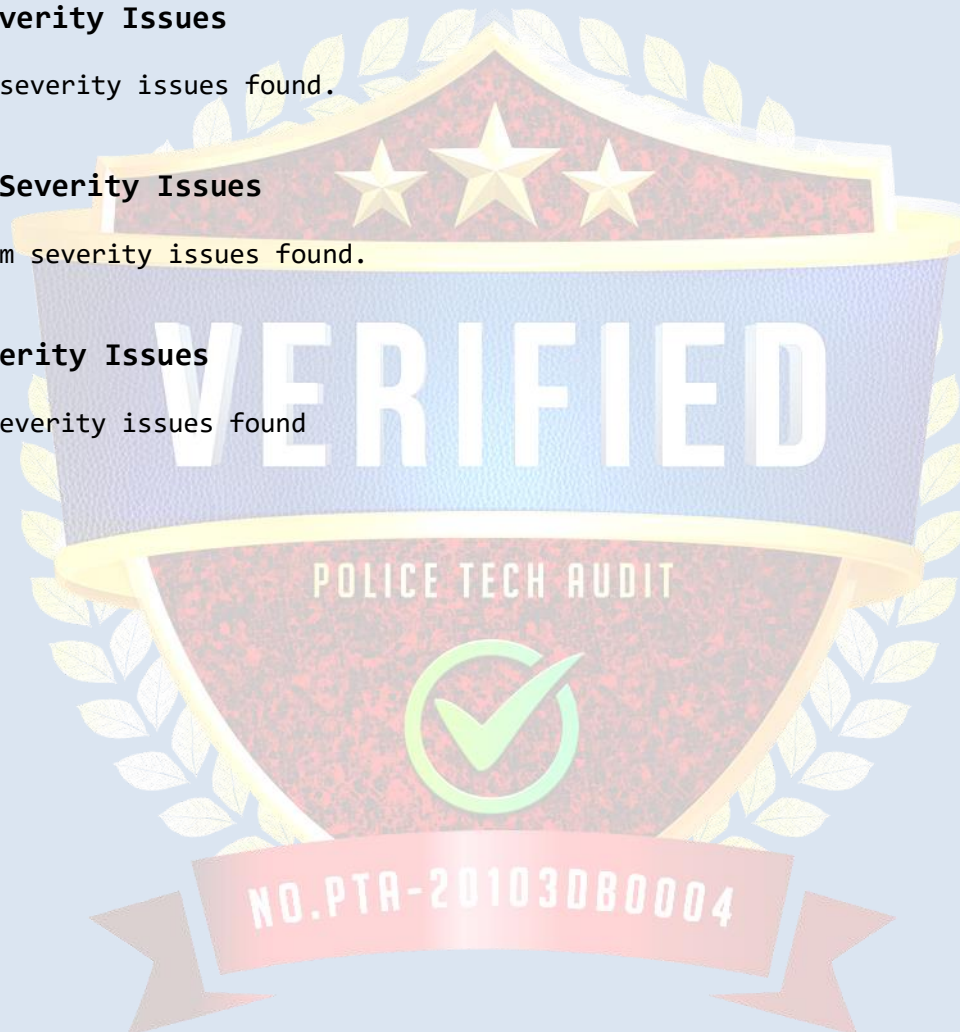 verity Issues
severity issues found.
Severity Issues
m severity issues found.
erity Issues
everity issues found
VERIFIED
POLICE TECH AUDIT
NO.PTA-20103DB0004